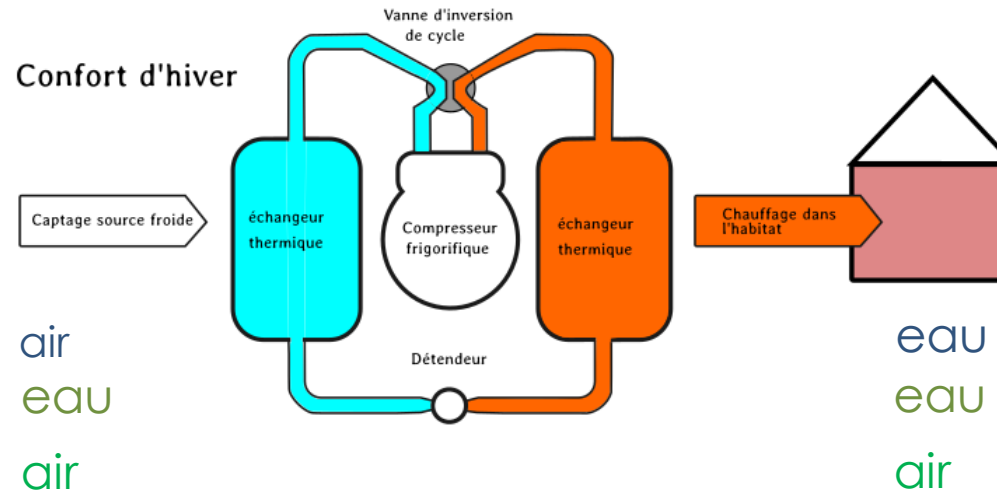 Vanne d'inversion
de cycle
Confort d'hiver
Captage source froide
échangeur
thermique
Compresseur
frigorifique
échangeur
thermique
Chauffage dans
l'habitat
Détendeur
air
eau
eau
eau
air
air